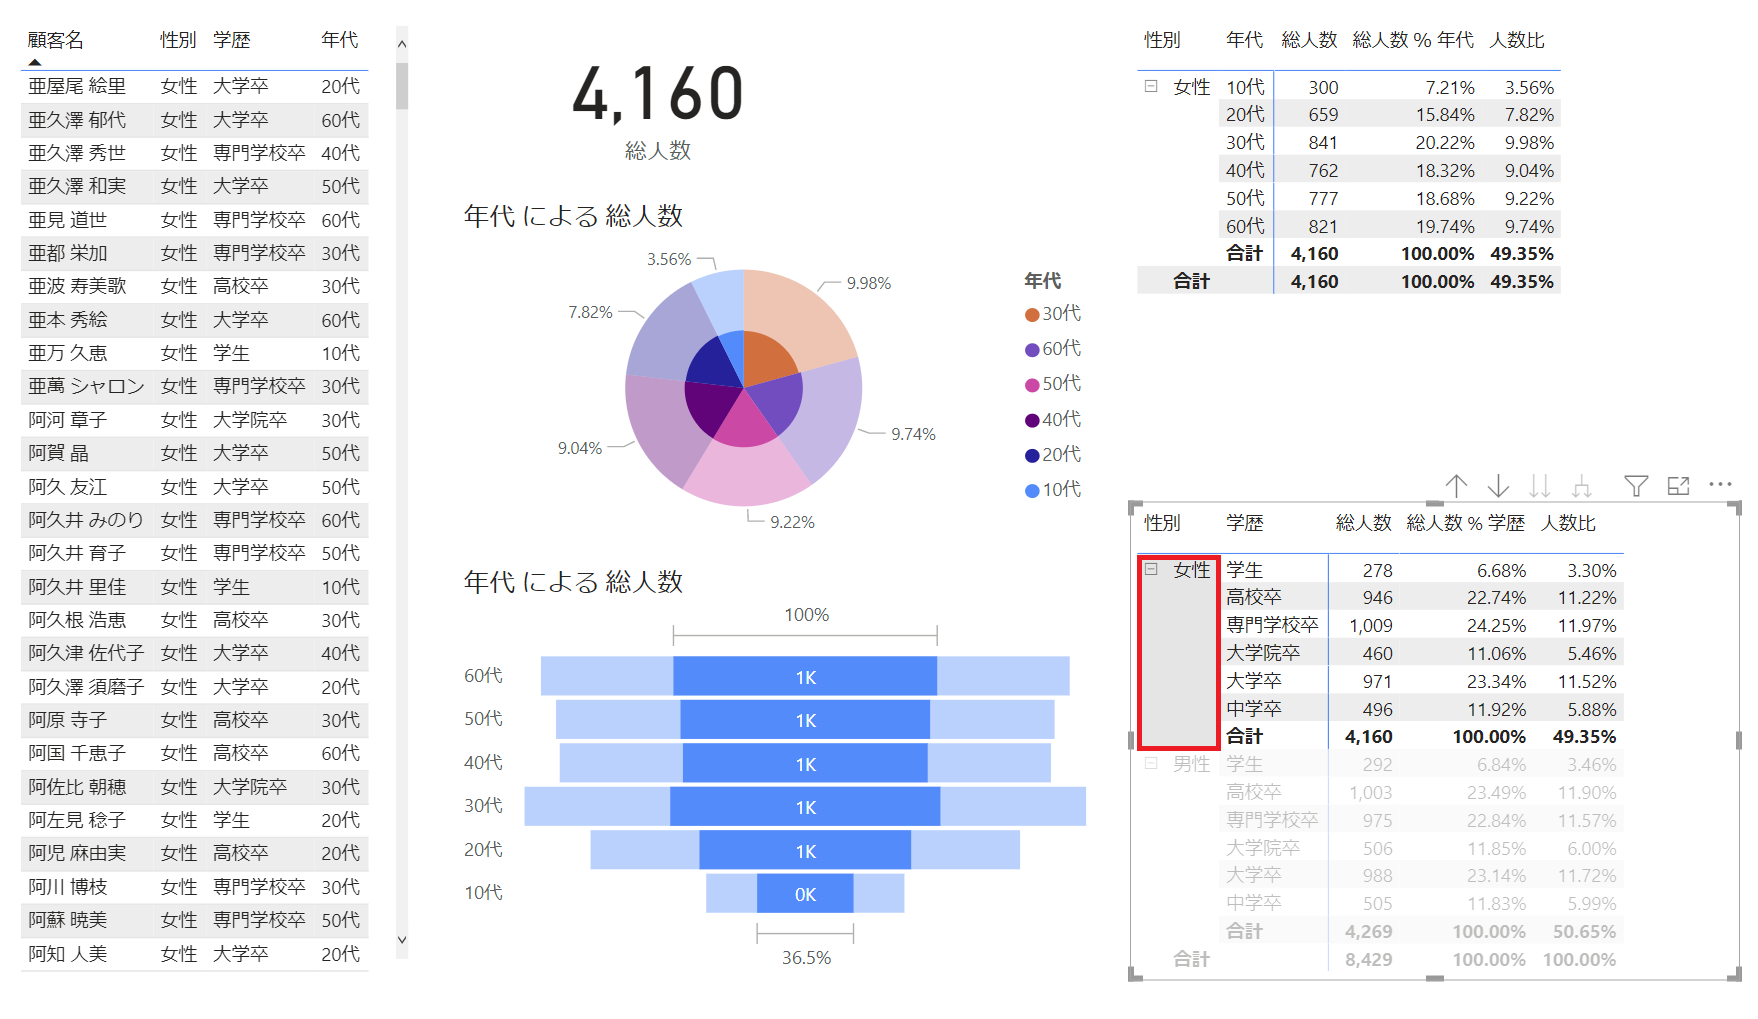 顧客名 性別 学歴 年代
亜屋尾 絵里 女性 大学卒 20代
亜久澤 郁代 女性 大学卒 60代
亜久澤 秀世 女性 専門学校卒 40代
亜久澤 和実 女性 大学卒 50代
亜見 道世 女性 専門学校卒 60代
亜都 栄加 女性 専門学校卒 30代
亜波 寿美歌 女性 高校卒 30代
亜本 秀絵 女性 大学卒 60代
亜万 久恵 女性 学生 10代
亜萬 シャロン 女性 専門学校卒 30代
阿河 章子 女性 大学院卒 30代
阿賀 晶 女性 大学卒 50代
阿久 友江 女性 大学卒 50代
阿久井 みのり 女性 専門学校卒 60代
阿久井 育子 女性 専門学校卒 50代
阿久井 里佳 女性 学生 10代
阿久根 浩恵 女性 高校卒 30代
阿久津 佐代子 女性 大学卒 40代
阿久澤 須磨子 女性 大学卒 20代
阿原 寺子 女性 高校卒 30代
阿国 千恵子 女性 高校卒 60代
阿佐比 朝穂 女性 大学院卒 30代
阿左見 稔子 女性 学生 20代
阿児 麻由実 女性 高校卒 20代
阿川 博枝 女性 専門学校卒 30代
阿蘇 暁美 女性 専門学校卒 50代
阿知 人美 女性 大学卒 20代
4,160
総人数
年代 による 総人数
3.56%
9.98%
7.82%
9.04%
9.74%
9.22%
年代
30代
60代
50代
40代
20代
10代
年代 による 総人数
100%
60代 1K
50代 1K
40代 1K
30代 1K
20代 1K
10代 0K
36.5%
性別 年代 総人数 総人数 % 年代 人数比
女性 10代 300 7.21% 3.56%
20代 659 15.84% 7.82%
30代 841 20.22% 9.98%
40代 762 18.32% 9.04%
50代 777 18.68% 9.22%
60代 821 19.74% 9.74%
合計 4,160 100.00% 49.35%
合計 4,160 100.00% 49.35%
性別 学歴 総人数 総人数 % 学歴 人数比
女性 学生 278 6.68% 3.30%
高校卒 946 22.74% 11.22%
専門学校卒 1,009 24.25% 11.97%
大学院卒 460 11.06% 5.46%
大学卒 971 23.34% 11.52%
中学卒 496 11.92% 5.88%
合計 4,160 100.00% 49.35%
男性 学生 292 6.84% 3.46%
高校卒 1,003 23.49% 11.90%
専門学校卒 975 22.84% 11.57%
大学院卒 506 11.85% 6.00%
大学卒 988 23.14% 11.72%
中学卒 505 11.83% 5.99%
合計 4,269 100.00% 50.65%
合計 8,429 100.00% 100.00%